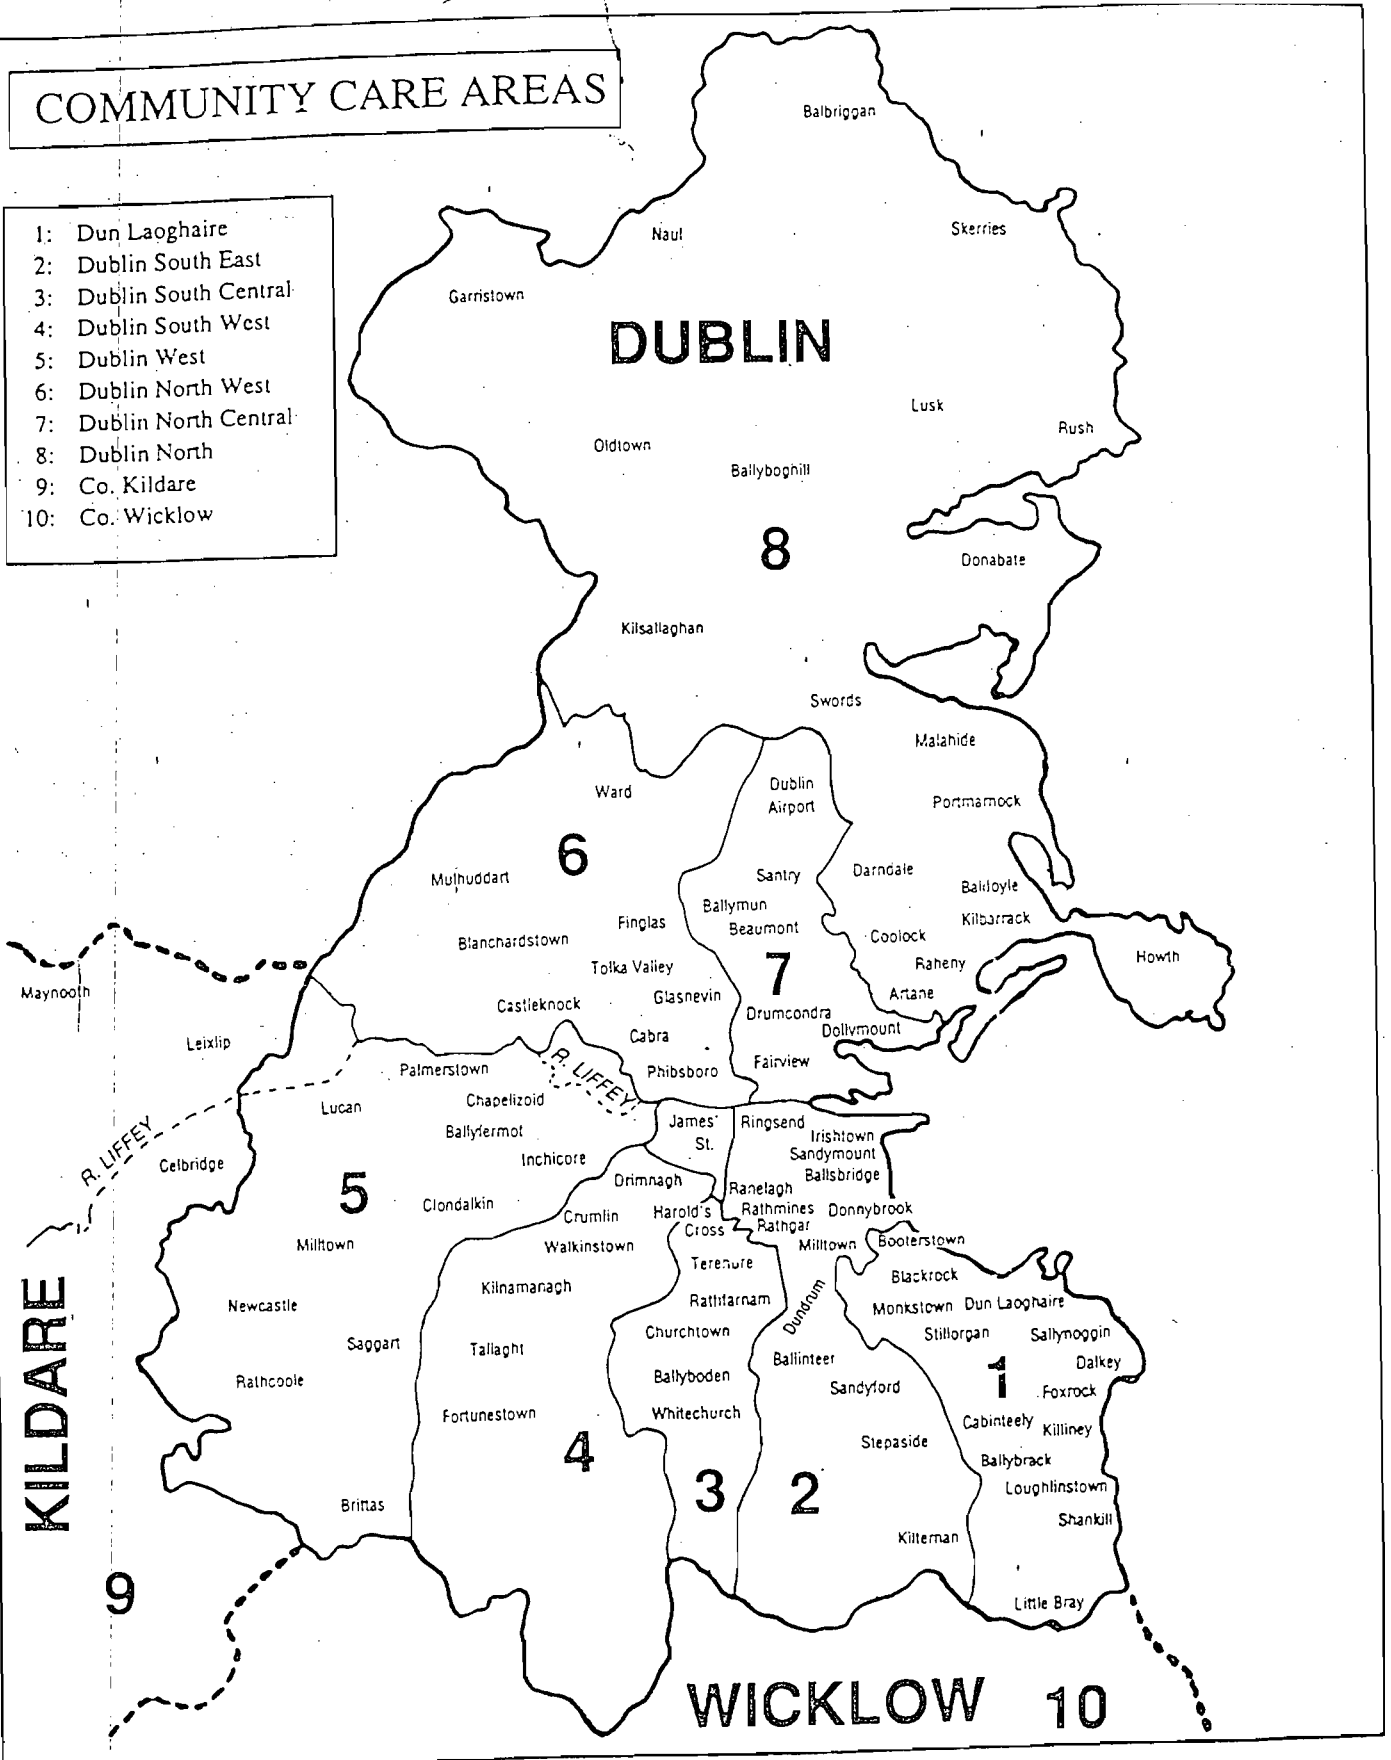 COMMUNITY CARE AREAS
1: Dun Laoghaire
2: Dublin South East
3: Dublin South Central
4: Dublin South West
5: Dublin West
6: Dublin North West
7: Dublin North Central
8: Dublin North
9: Co. Kildare
10: Co. Wicklow
Balbriggan
Naul
Skerries
Garristown
DUBLIN
Lusk
Rush
Oldtown
Ballyboghill
8
Donabate
Kilsallaghan
Swords
Malahide
Ward
Dublin
Airport
Portmarnock
6
Mulhuddart
Santry
Darndale
Baldoyle
Ballymun
Finglas
Beaumont
Kilbarrack
Blanchardstown
Coolock
Howth
Tolka Valley
7
Raheny
Maynooth
Castleknock
Glasnevin
Artane
Drumcondra
Dollymount
Leixlip
Cabra
Palmerstown
R. LIFFEY
Phibsboro
Fairview
Lucan
Chapelizoid
James'
St.
Ringsend
Ballyfermot
Irishtown
R. LIFFEY
Celbridge
Inchicore
Sandymount
Ballsbridge
5
Drimnagh
Ranelagh
Clondalkin
Crumlin
Harold's
Cross
Rathmines
Donnybrook
Rathgar
Milltown
Walkinstown
Milltown
Booterstown
Terenure
Blackrock
Kilnamanagh
Rathfarnam
Dundrum
Monkstown
Dun Laoghaire
Newcastle
Churchtown
Stillorgan
Sallynoggin
Saggart
Tallaght
Ballinteer
1
Dalkey
KILDARE
Rathcoole
Ballyboden
Sandyford
Foxrock
Fortunestown
Whitechurch
Cabinteely
Killiney
4
Stepaside
Ballybrack
3
2
Loughlinstown
Brittas
Shankill
Kilternan
9
Little Bray
WICKLOW 10